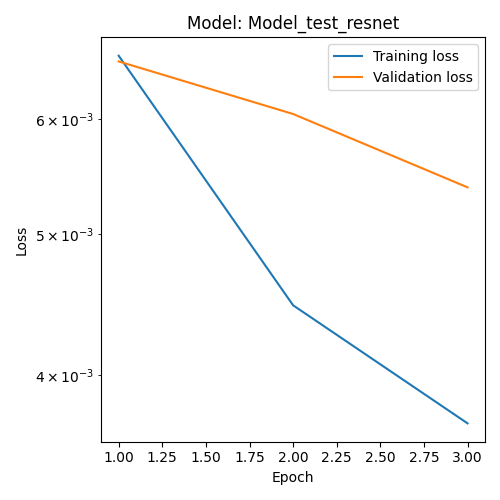 Model: Model_test_resnet
Training loss
Validation loss
6 × 10⁻³
5 × 10⁻³
4 × 10⁻³
Loss
1.00 1.25 1.50 1.75 2.00 2.25 2.50 2.75 3.00
Epoch